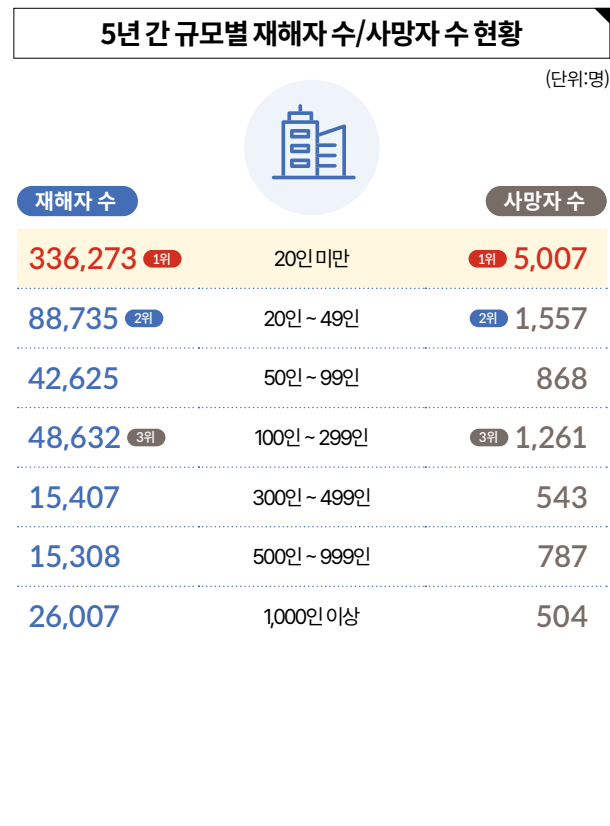 5년 간 규모별 재해자 수/사망자 수 현황
(단위:명)
재해자 수 사망자 수
336,273 1위 20인 미만 1위 5,007
88,735 2위 20인 ~ 49인 2위 1,557
42,625 50인 ~ 99인 868
48,632 3위 100인 ~ 299인 3위 1,261
15,407 300인 ~ 499인 543
15,308 500인 ~ 999인 787
26,007 1,000인 이상 504